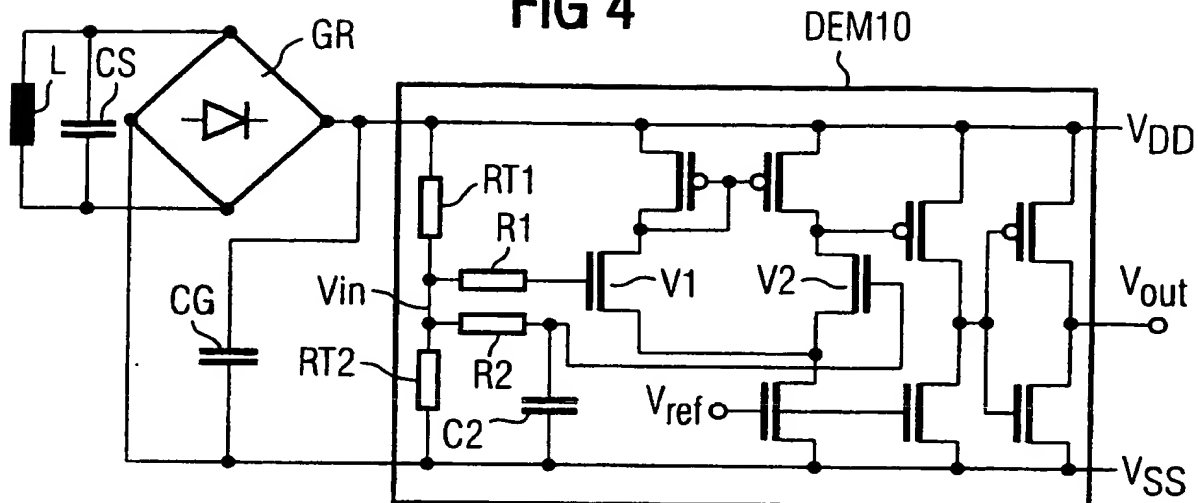 FIG 4
DEM10
GR
L
CS
VDD
RT1
R1
V1
V2
Vin
Vout
CG
R2
RT2
Vref
C2
VSS